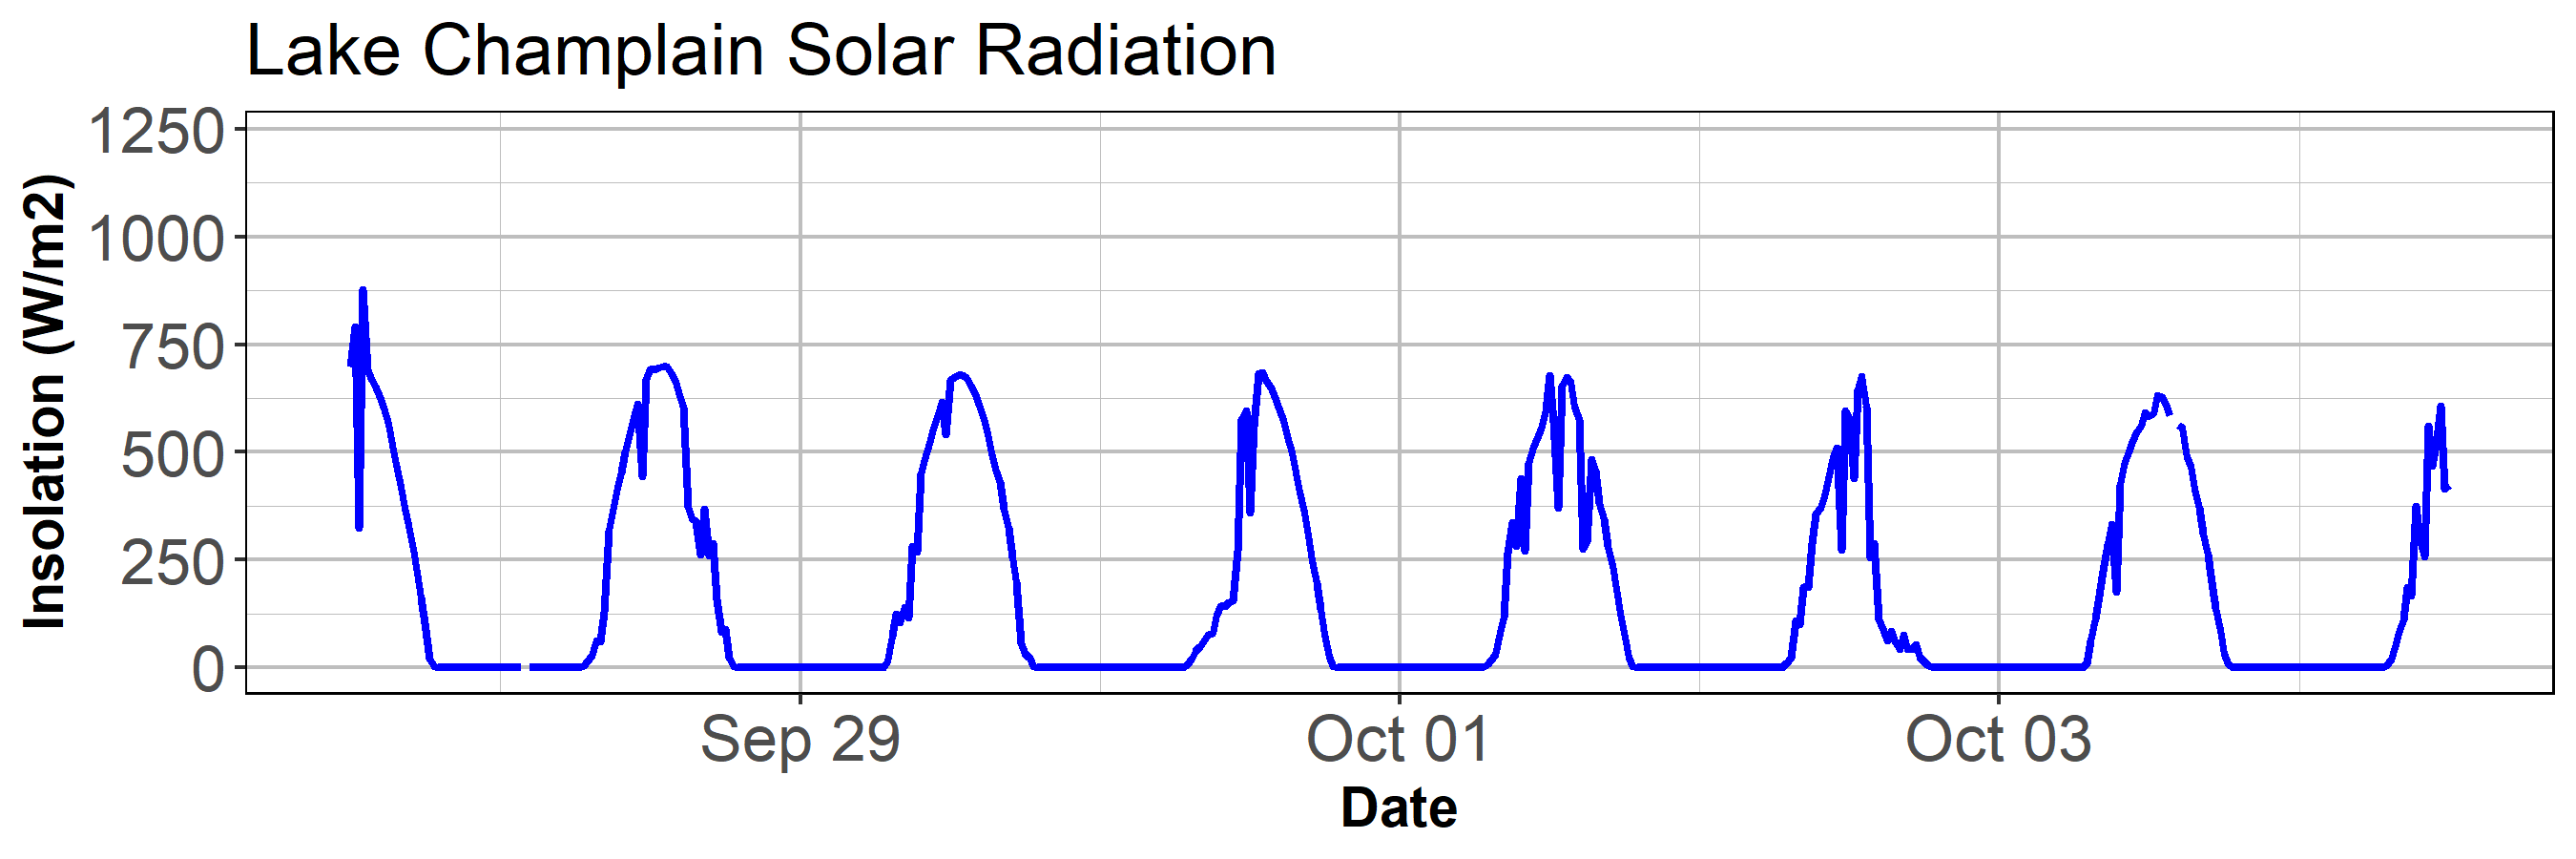 Lake Champlain Solar Radiation
1250
1000
750
500
250
0
Insolation (W/m2)
Sep 29
Oct 01
Oct 03
Date